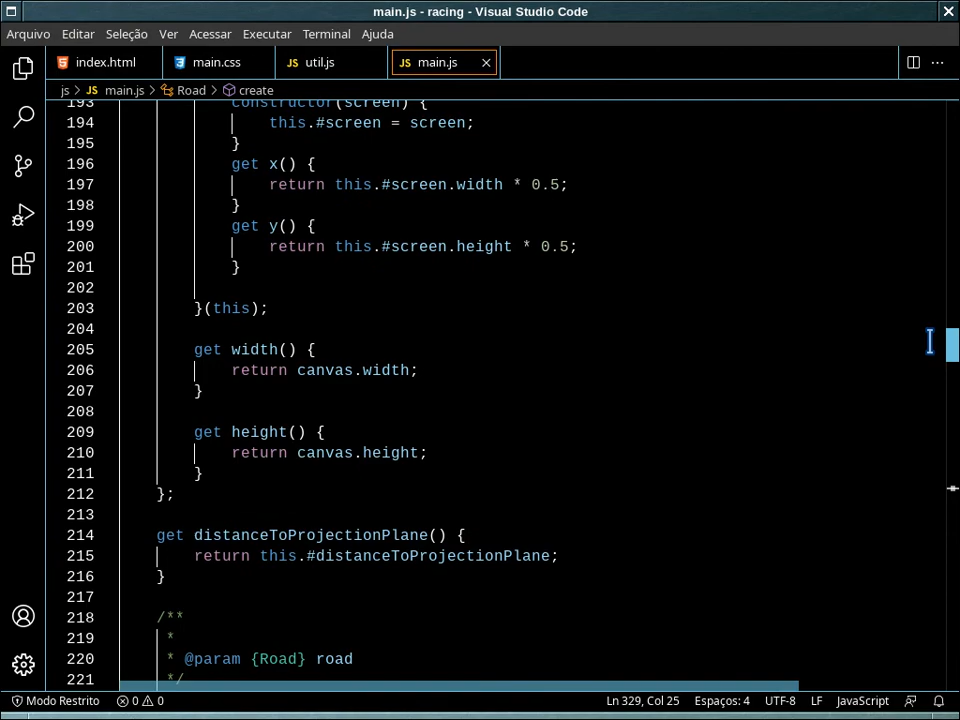 main.js - racing - Visual Studio Code
Arquivo Editar Seleção Ver Acessar Executar Terminal Ajuda
index.html main.css JS util.js JS main.js
js > JS main.js > Road > create
193 constructor(screen) {
194 this.#screen = screen;
195 }
196 get x() {
197 return this.#screen.width * 0.5;
198 }
199 get y() {
200 return this.#screen.height * 0.5;
201 }
202
203 }(this);
204
205 get width() {
206 return canvas.width;
207 }
208
209 get height() {
210 return canvas.height;
211 }
212 };
213
214 get distanceToProjectionPlane() {
215 return this.#distanceToProjectionPlane;
216 }
217
218 /**
219 *
220 * @param {Road} road
221 */
Modo Restrito 0 0 Ln 329, Col 25 Espaços: 4 UTF-8 LF JavaScript